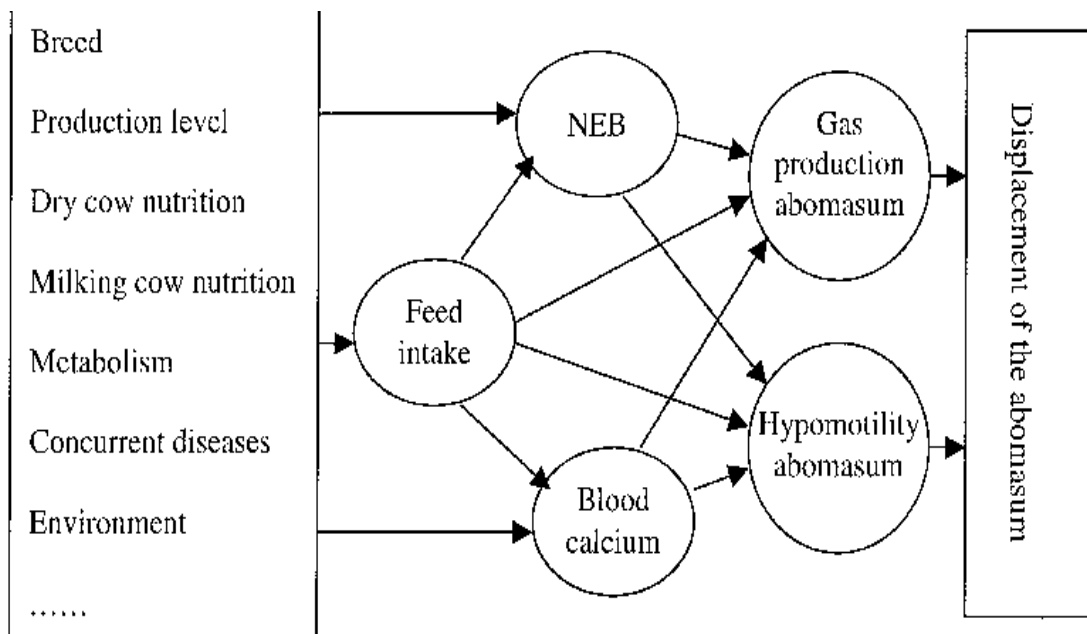 Breed
Production level
Dry cow nutrition
Milking cow nutrition
Metabolism
Concurrent diseases
Environment
......
Feed
intake
NEB
Blood
calcium
Gas
production
abomasum
Hypomotility
abomasum
Displacement of the abomasum